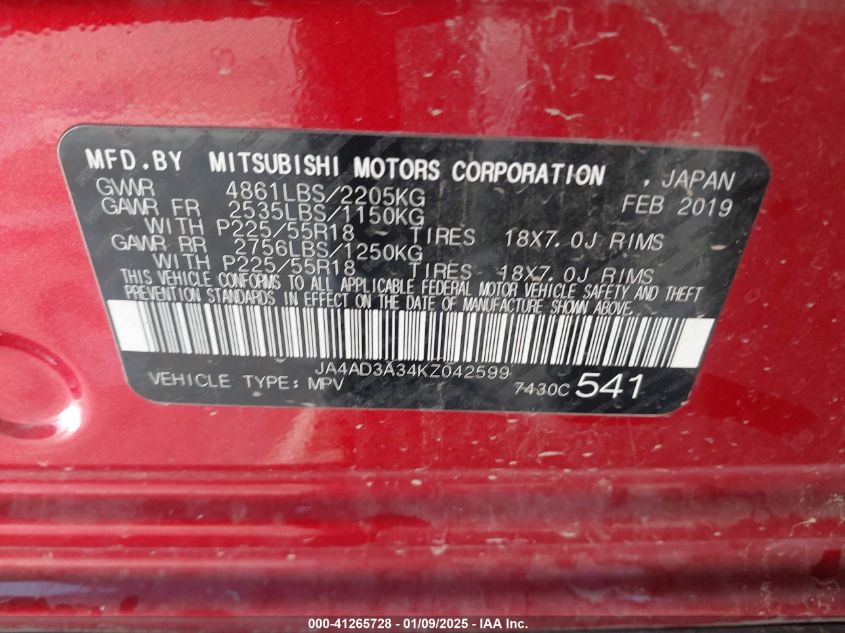 MFD.BY MITSUBISHI MOTORS CORPORATION , JAPAN
GVWR 4861LBS/2205KG FEB 2019
GAWR FR 2535LBS/1150KG
WITH P225/55R18 TIRES 18X7.0J RIMS
GAWR RR 2756LBS/1250KG
WITH P225/55R18 TIRES 18X7.0J RIMS
THIS VEHICLE CONFORMS TO ALL APPLICABLE FEDERAL MOTOR VEHICLE SAFETY AND THEFT
PREVENTION STANDARDS IN EFFECT ON THE DATE OF MANUFACTURE SHOWN ABOVE.
JA4AD3A34KZ042599
VEHICLE TYPE: MPV 7430C 541
000-41265728 — 01/09/2025 — IAA Inc.